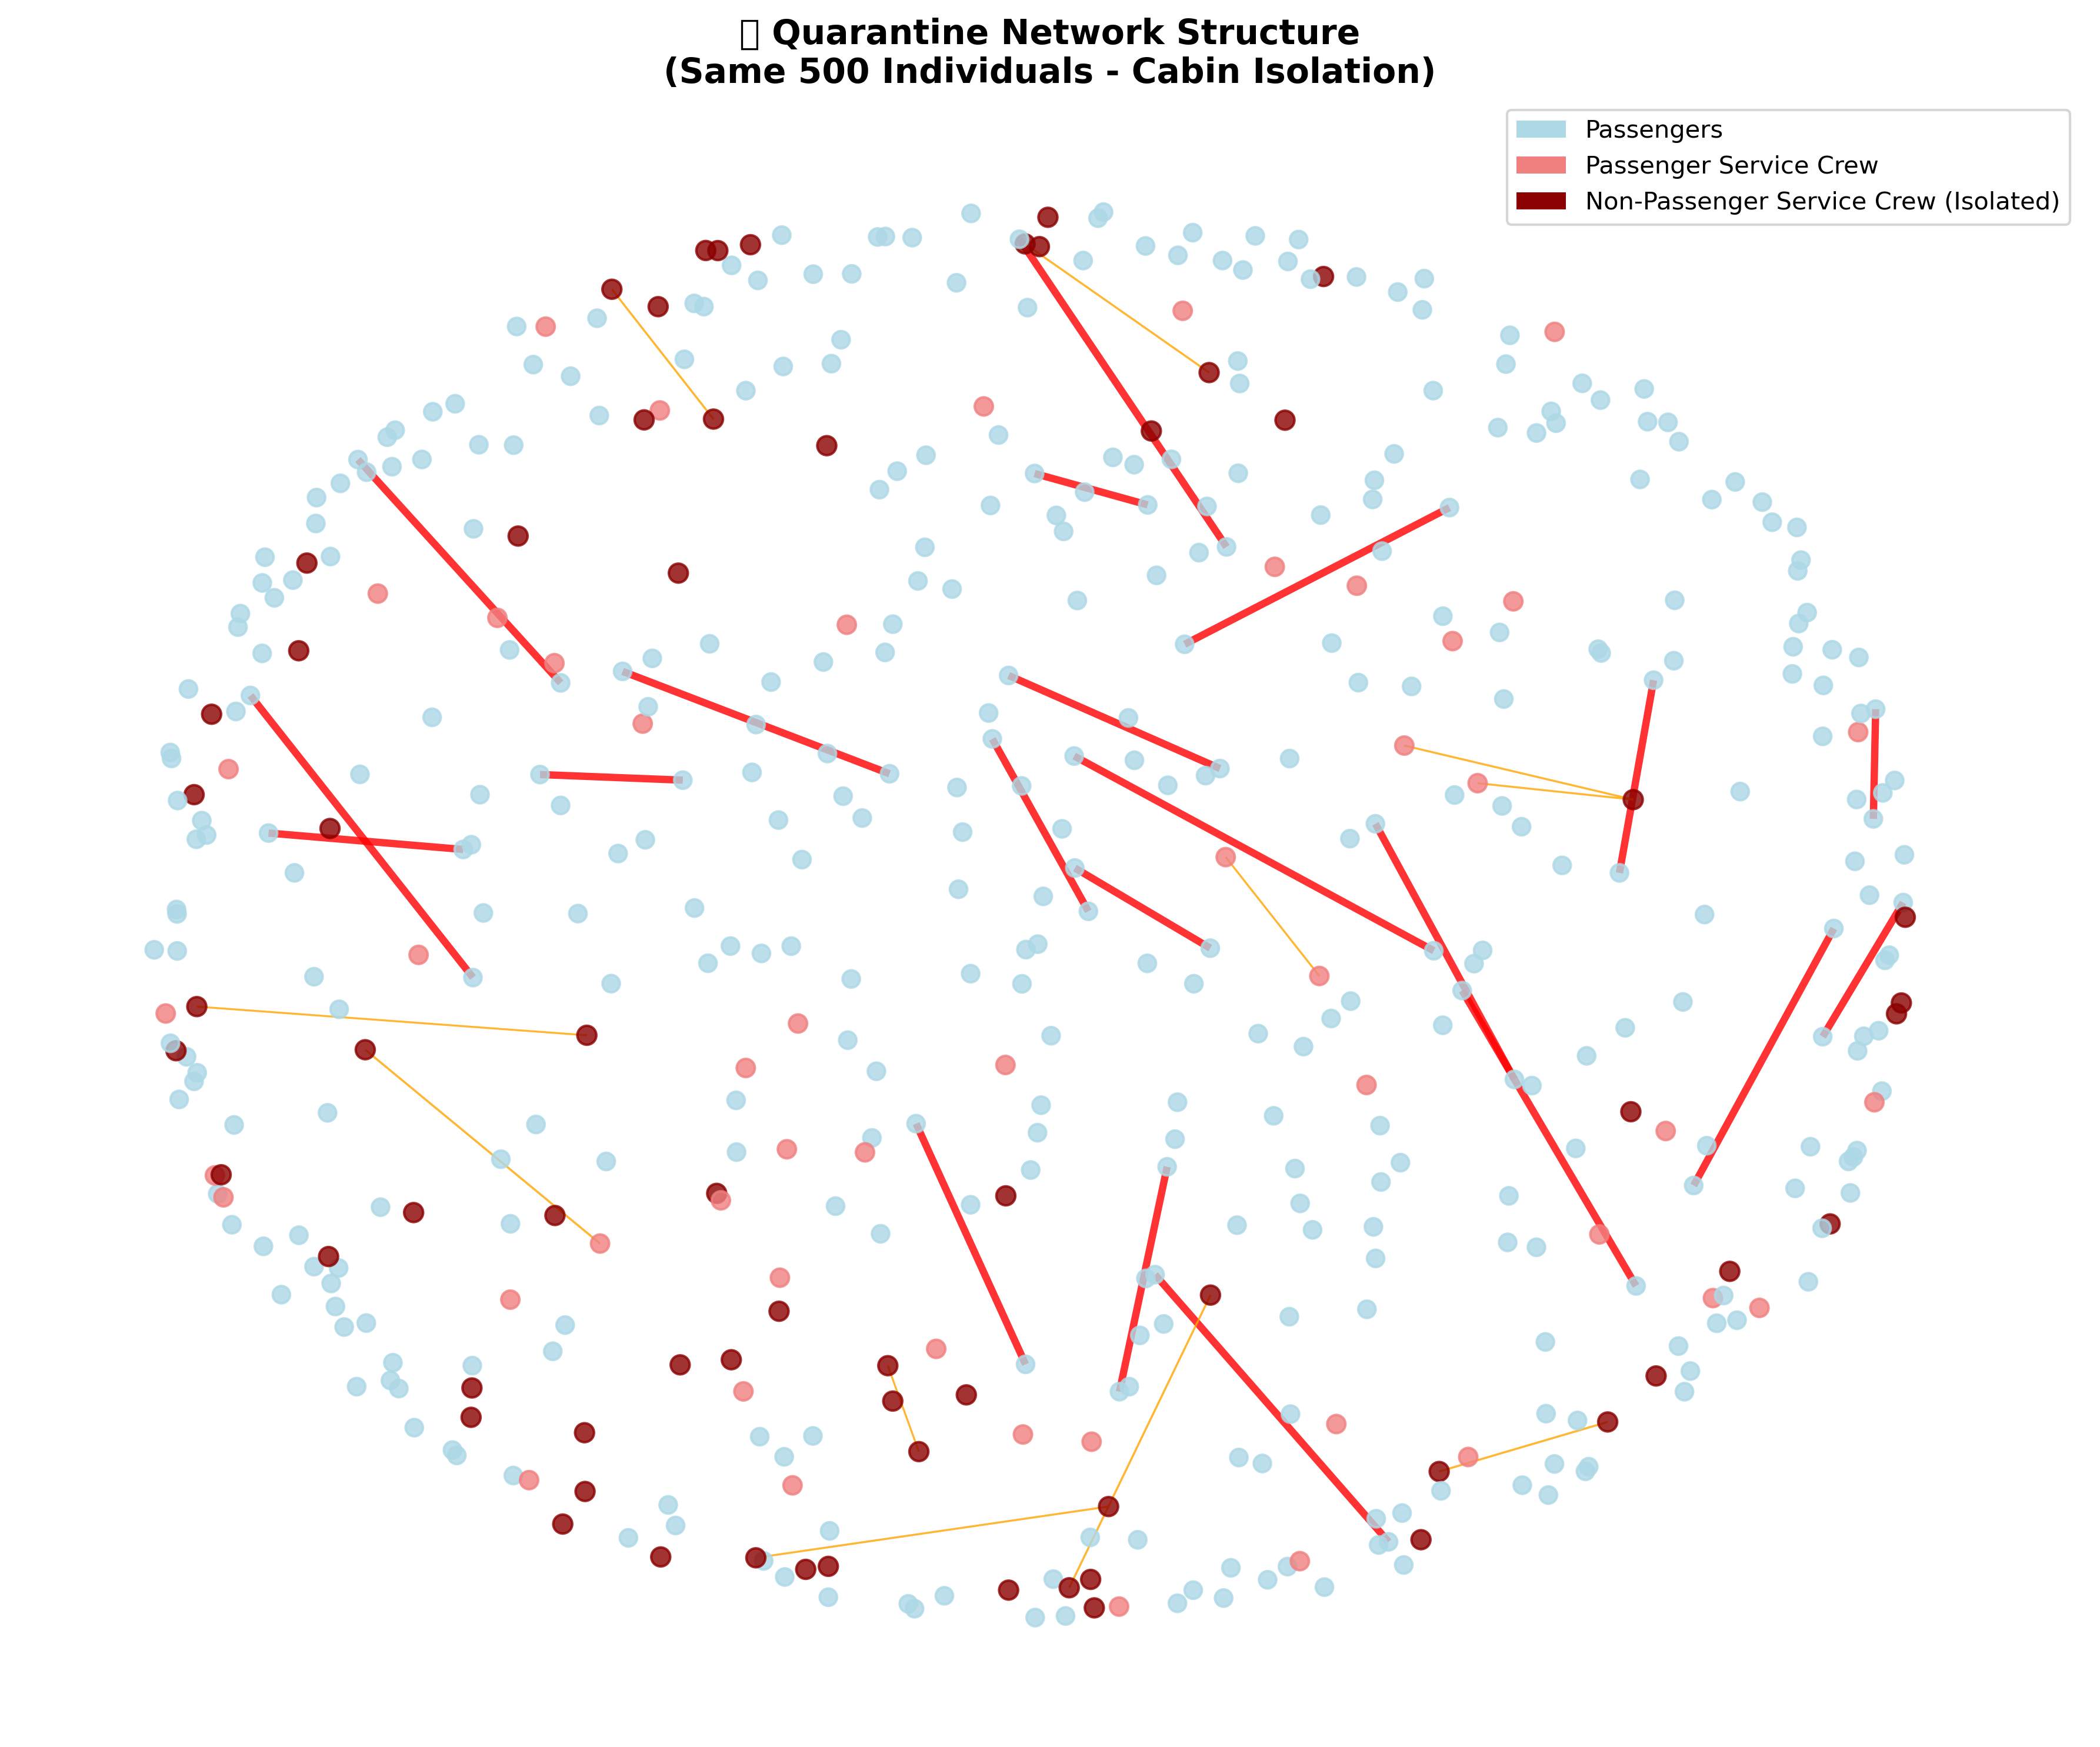 Quarantine Network Structure
(Same 500 Individuals - Cabin Isolation)
Passengers
Passenger Service Crew
Non-Passenger Service Crew (Isolated)